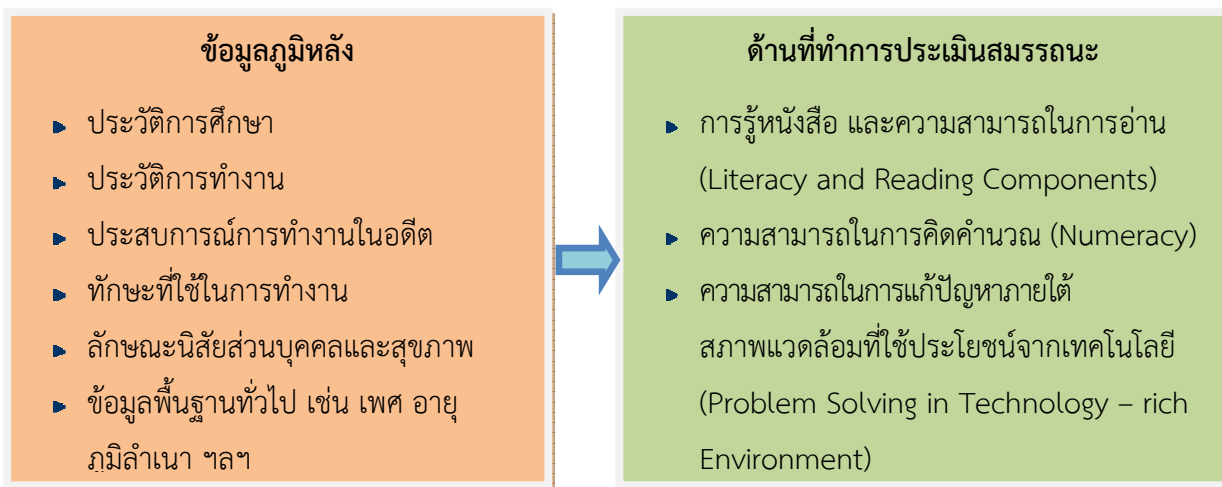 ข้อมูลภูมิหลัง
ประวัติการศึกษา
ประวัติการทำงาน
ประสบการณ์การทำงานในอดีต
ทักษะที่ใช้ในการทำงาน
ลักษณะนิสัยส่วนบุคคลและสุขภาพ
ข้อมูลพื้นฐานทั่วไป เช่น เพศ อายุ
ภูมิลำเนา ฯลฯ
ด้านที่ทำการประเมินสมรรถนะ
การรู้หนังสือ และความสามารถในการอ่าน
(Literacy and Reading Components)
ความสามารถในการคิดคำนวณ (Numeracy)
ความสามารถในการแก้ปัญหาภายใต้
สภาพแวดล้อมที่ใช้ประโยชน์จากเทคโนโลยี
(Problem Solving in Technology – rich
Environment)